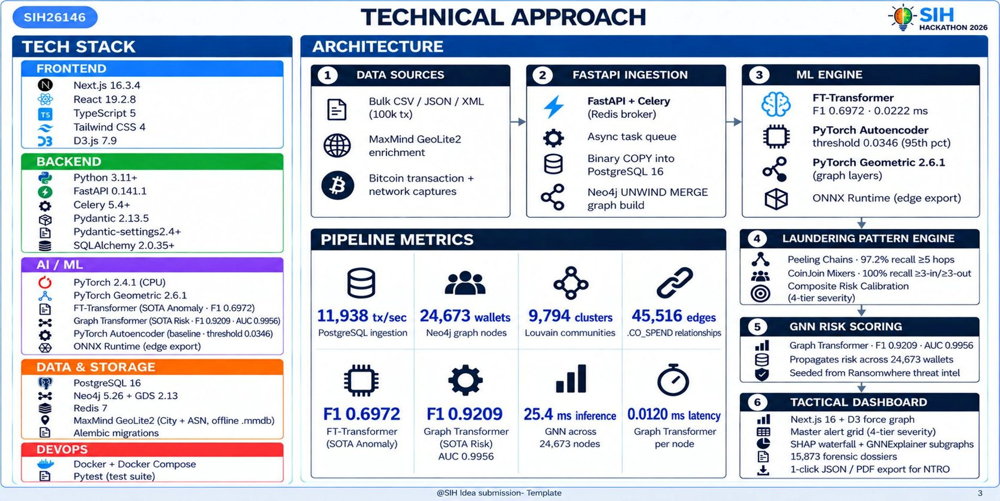 SIH26146
TECHNICAL APPROACH
SIH
HACKATHON 2026
TECH STACK
FRONTEND
N
Next.js 16.3.4
React 19.2.8
TS
TypeScript 5
Tailwind CSS 4
D3
D3.js 7.9
BACKEND
Python 3.11+
FastAPI 0.141.1
Celery 5.4+
Pydantic 2.13.5
Pydantic-settings2.4+
SQLAlchemy 2.0.35+
AI / ML
PyTorch 2.4.1 (CPU)
PyTorch Geometric 2.6.1
FT-Transformer (SOTA Anomaly · F1 0.6972)
Graph Transformer (SOTA Risk · F1 0.9209 · AUC 0.9956)
PyTorch Autoencoder (baseline · threshold 0.0346)
ONNX Runtime (edge export)
DATA & STORAGE
PostgreSQL 16
Neo4j 5.26 + GDS 2.13
Redis 7
MaxMind GeoLite2 (City + ASN, offline .mmdb)
Alembic migrations
DEVOPS
Docker + Docker Compose
Pytest (test suite)
ARCHITECTURE
1
DATA SOURCES
Bulk CSV / JSON / XML
(100k tx)
MaxMind GeoLite2
enrichment
Bitcoin transaction +
network captures
2
FASTAPI INGESTION
FastAPI + Celery
(Redis broker)
Async task queue
Binary COPY into
PostgreSQL 16
Neo4j UNWIND MERGE
graph build
3
ML ENGINE
FT-Transformer
F1 0.6972 · 0.0222 ms
PyTorch Autoencoder
threshold 0.0346 (95th pct)
PyTorch Geometric 2.6.1
(graph layers)
ONNX Runtime (edge export)
PIPELINE METRICS
11,938 tx/sec
PostgreSQL ingestion
24,673 wallets
Neo4j graph nodes
9,794 clusters
Louvain communities
45,516 edges
.CO_SPEND relationships
F1 0.6972
FT-Transformer
(SOTA Anomaly)
F1 0.9209
Graph Transformer
(SOTA Risk)
AUC 0.9956
25.4 ms inference
GNN across
24,673 nodes
0.0120 ms latency
Graph Transformer
per node
4
LAUNDERING PATTERN ENGINE
Peeling Chains · 97.2% recall ≥5 hops
CoinJoin Mixers · 100% recall ≥3-in/≥3-out
Composite Risk Calibration
(4-tier severity)
5
GNN RISK SCORING
Graph Transformer · F1 0.9209 · AUC 0.9956
Propagates risk across 24,673 wallets
Seeded from Ransomwhere threat intel
6
TACTICAL DASHBOARD
Next.js 16 + D3 force graph
Master alert grid (4-tier severity)
SHAP waterfall + GNNExplainer subgraphs
15,873 forensic dossiers
1-click JSON / PDF export for NTRO
@SIH Idea submission- Template
3